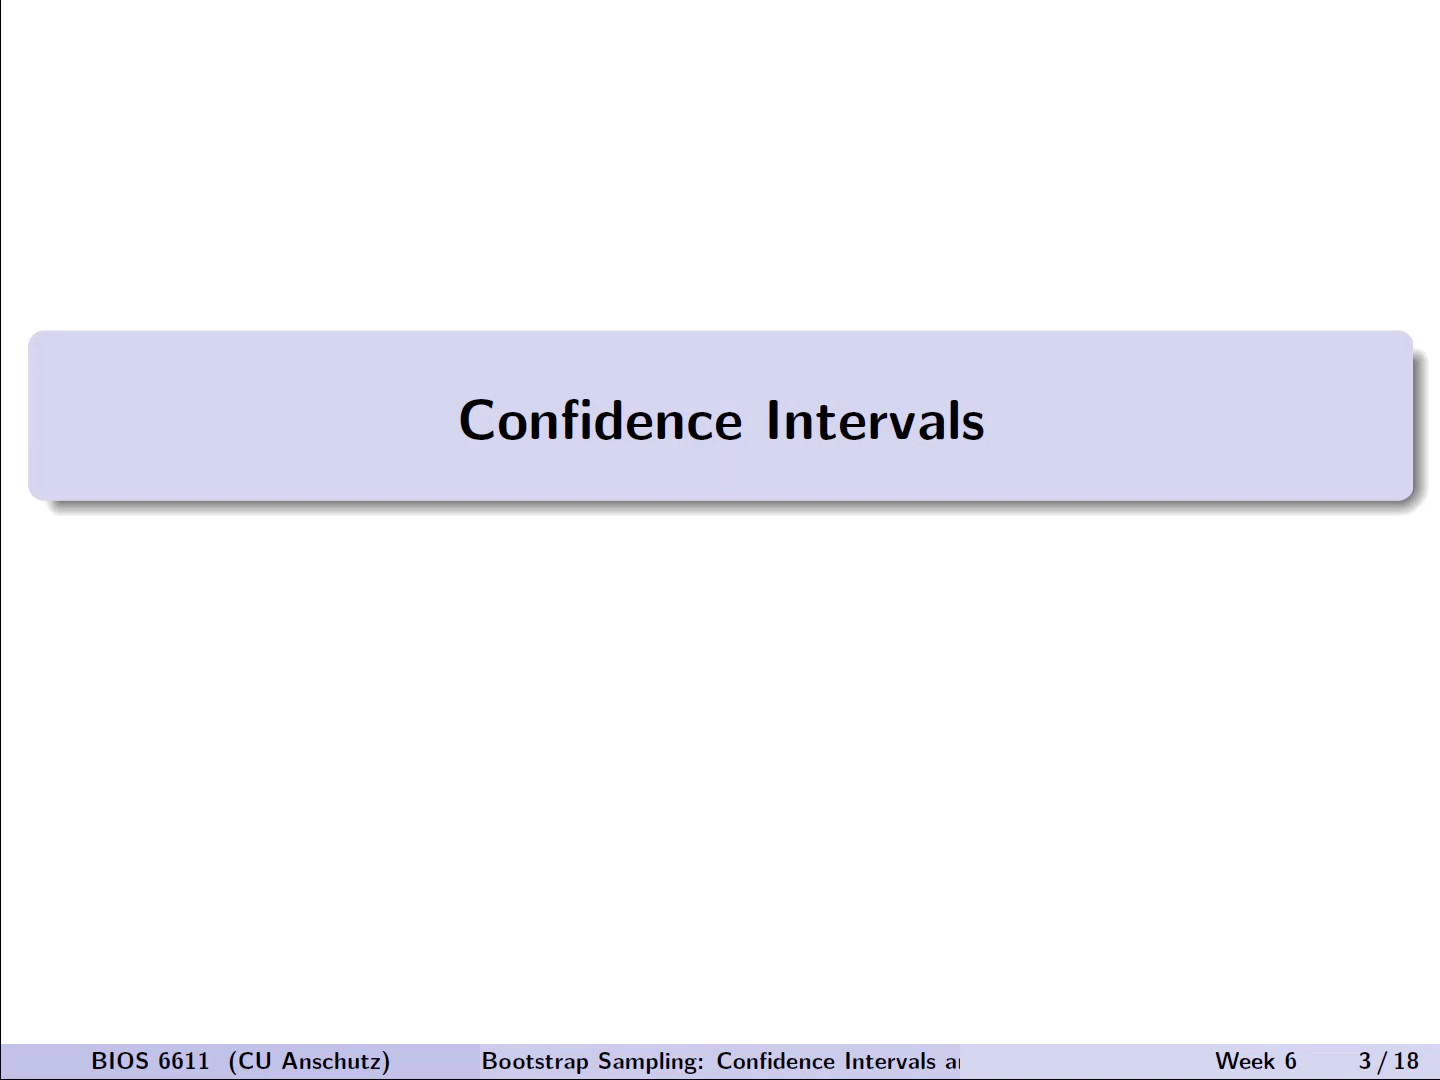 Confidence Intervals
BIOS 6611 (CU Anschutz) Bootstrap Sampling: Confidence Intervals Week 6 3 / 18